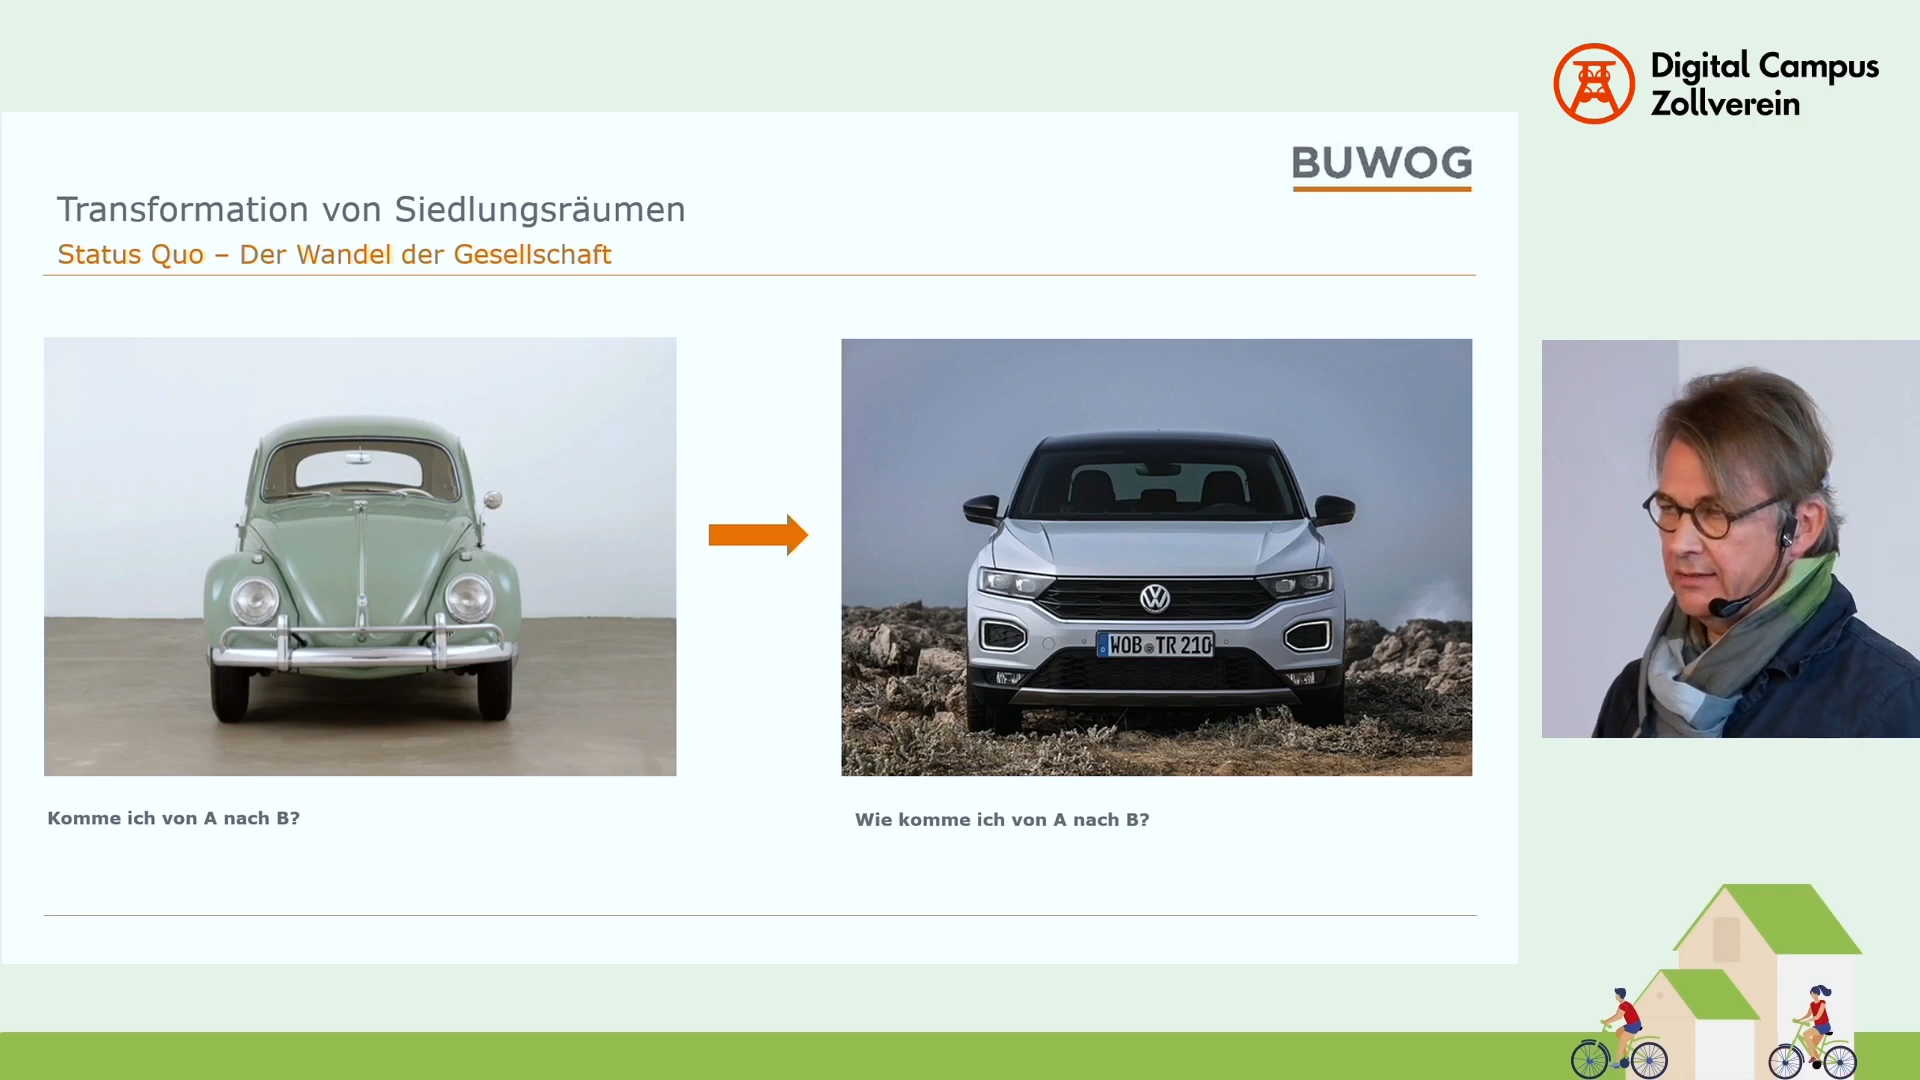 Digital Campus
Zollverein
BUWOG
Transformation von Siedlungsräumen
Status Quo – Der Wandel der Gesellschaft
WOB TR 210
Komme ich von A nach B?
Wie komme ich von A nach B?